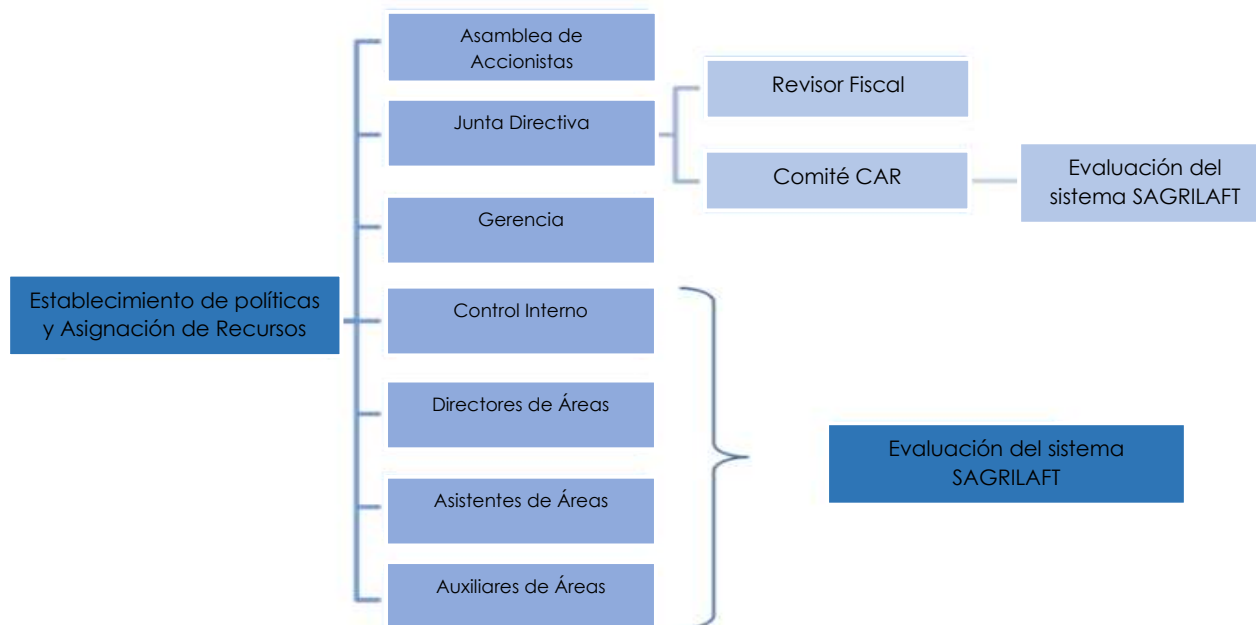 Asamblea de
Accionistas
Revisor Fiscal
Junta Directiva
Comité CAR
Evaluación del
sistema SAGRILAFT
Gerencia
Establecimiento de políticas
y Asignación de Recursos
Control Interno
Directores de Áreas
Evaluación del sistema
SAGRILAFT
Asistentes de Áreas
Auxiliares de Áreas